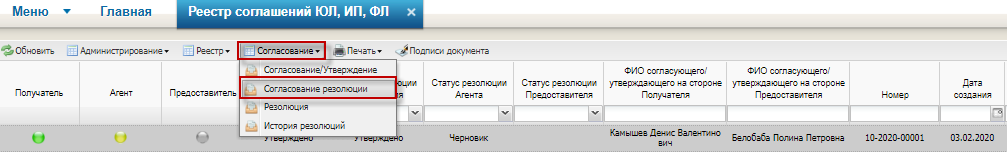 Меню Главная Реестр соглашений ЮЛ, ИП, ФЛ
Обновить Администрирование Реестр Согласование Печать Подписи документа
Согласование/Утверждение
Согласование резолюции
Резолюция
История резолюций
Получатель Агент Предоставитель
Статус резолюции Агента
Статус резолюции Предоставителя
ФИО согласующего/
утверждающего на стороне
Получателя
ФИО согласующего/
утверждающего на стороне
Предоставителя
Номер
Дата
создания
Утверждено Утверждено Черновик
Камышев Денис Валентино
вич
Белобаба Полина Петровна 10-2020-00001 03.02.2020